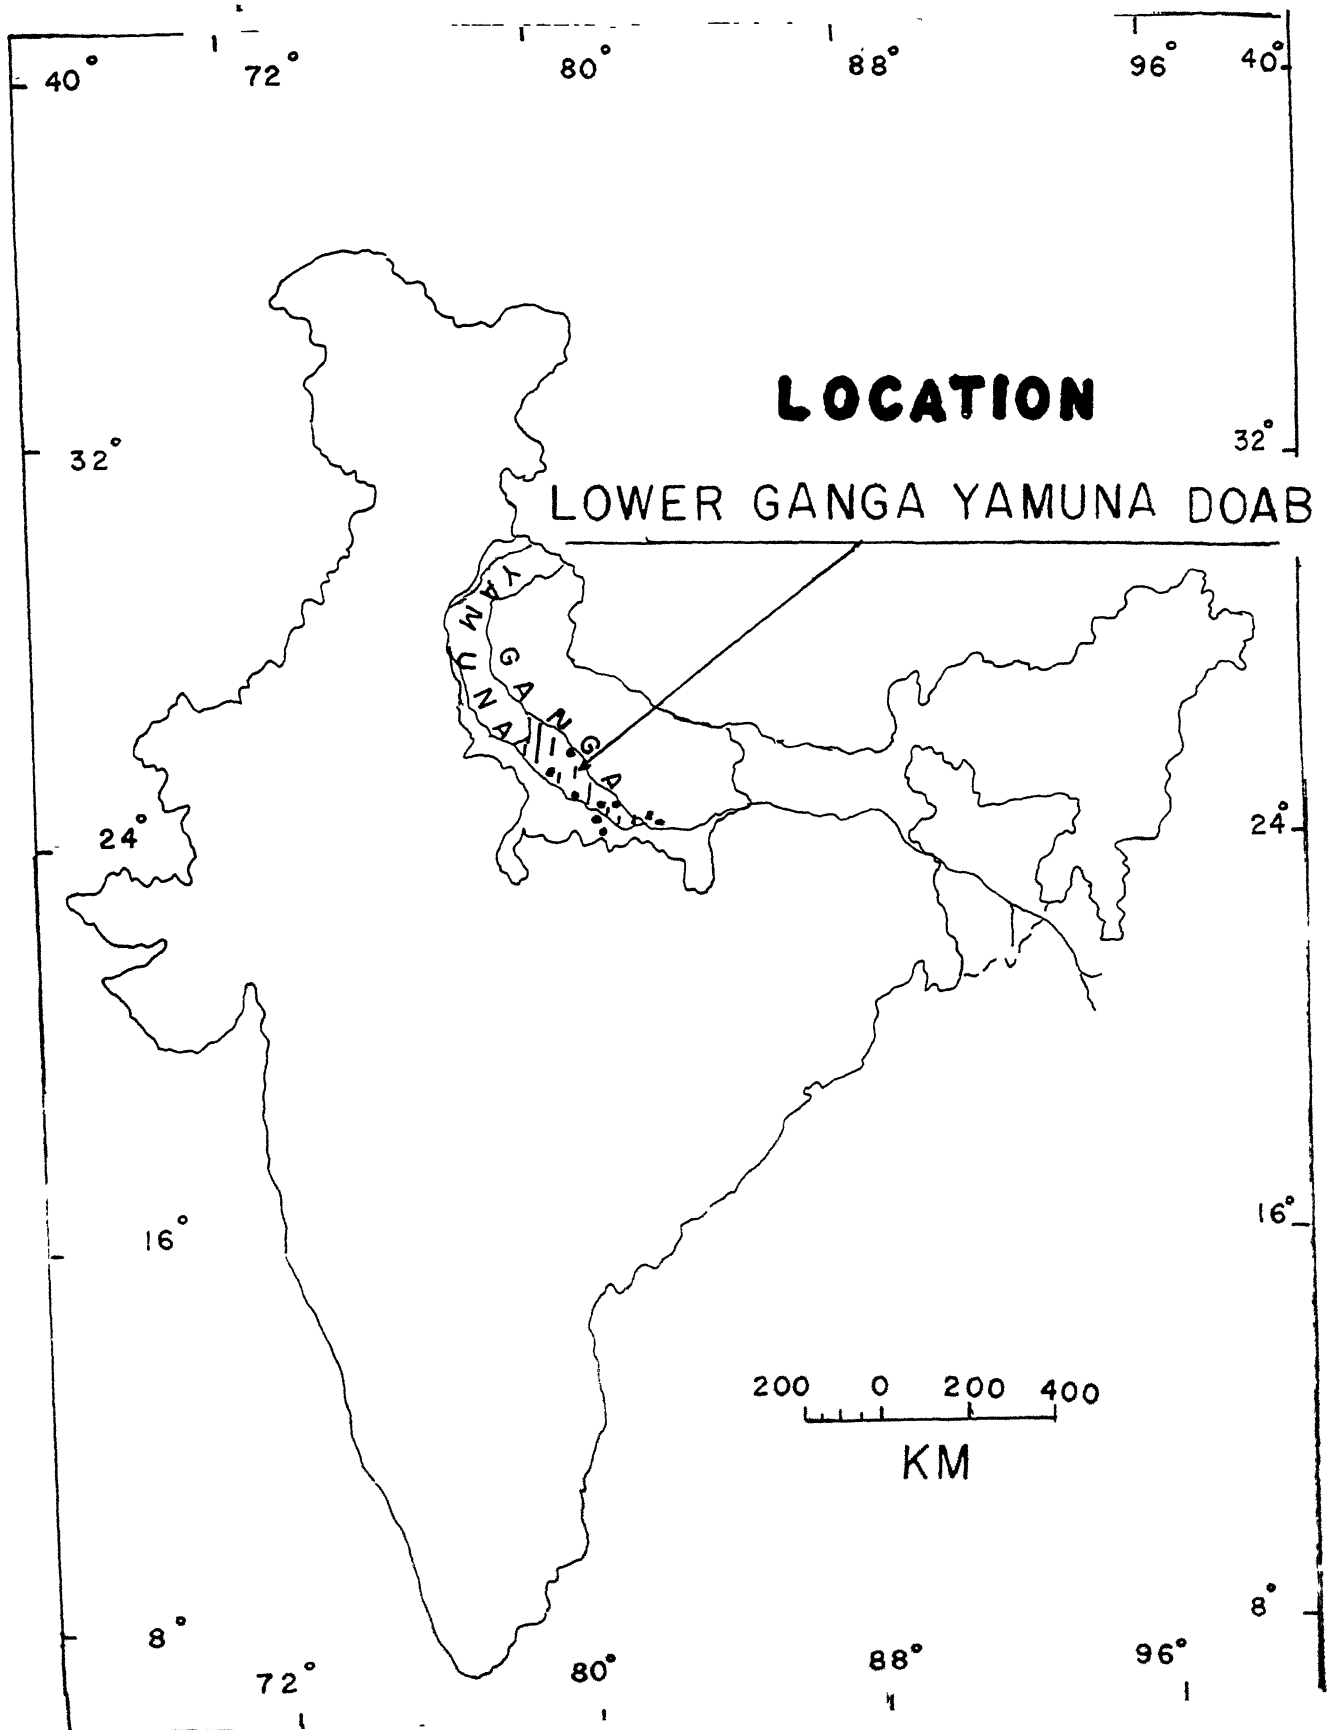 40° 72° 80° 88° 96° 40°
LOCATION
32° 32°
LOWER GANGA YAMUNA DOAB
YAMUNA
GANGA
24° 24°
16° 16°
200 0 200 400
KM
8° 8°
72° 80° 88° 96°